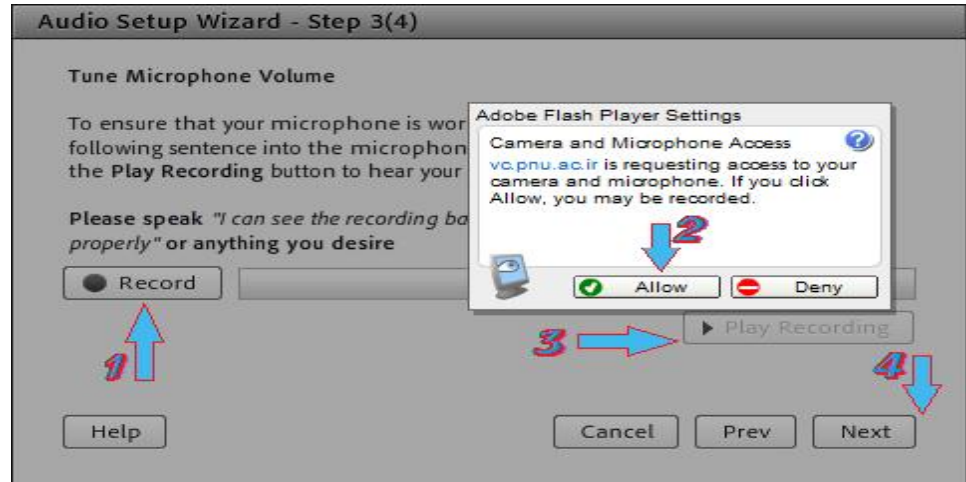 Audio Setup Wizard - Step 3(4)
Tune Microphone Volume
To ensure that your microphone is wor
following sentence into the microphon
the Play Recording button to hear your
Please speak "I can see the recording ba
properly" or anything you desire
Record
Adobe Flash Player Settings
Camera and Microphone Access
vc.pnu.ac.ir is requesting access to your
camera and microphone. If you click
Allow, you may be recorded.
2
Allow Deny
1
3
Play Recording
4
Help Cancel Prev Next